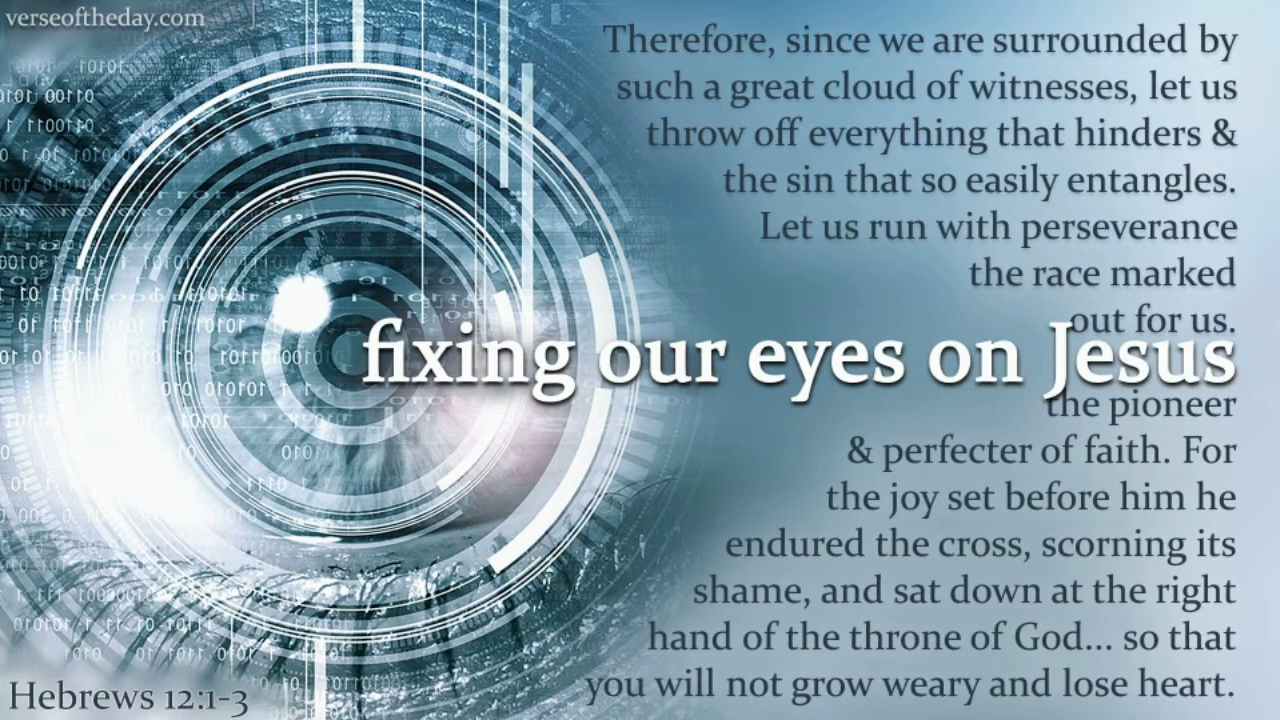 verseoftheday.com
Therefore, since we are surrounded by
such a great cloud of witnesses, let us
throw off everything that hinders &
the sin that so easily entangles.
Let us run with perseverance
the race marked
out for us.
fixing our eyes on Jesus
the pioneer
& perfecter of faith. For
the joy set before him he
endured the cross, scorning its
shame, and sat down at the right
hand of the throne of God... so that
you will not grow weary and lose heart.
Hebrews 12:1-3